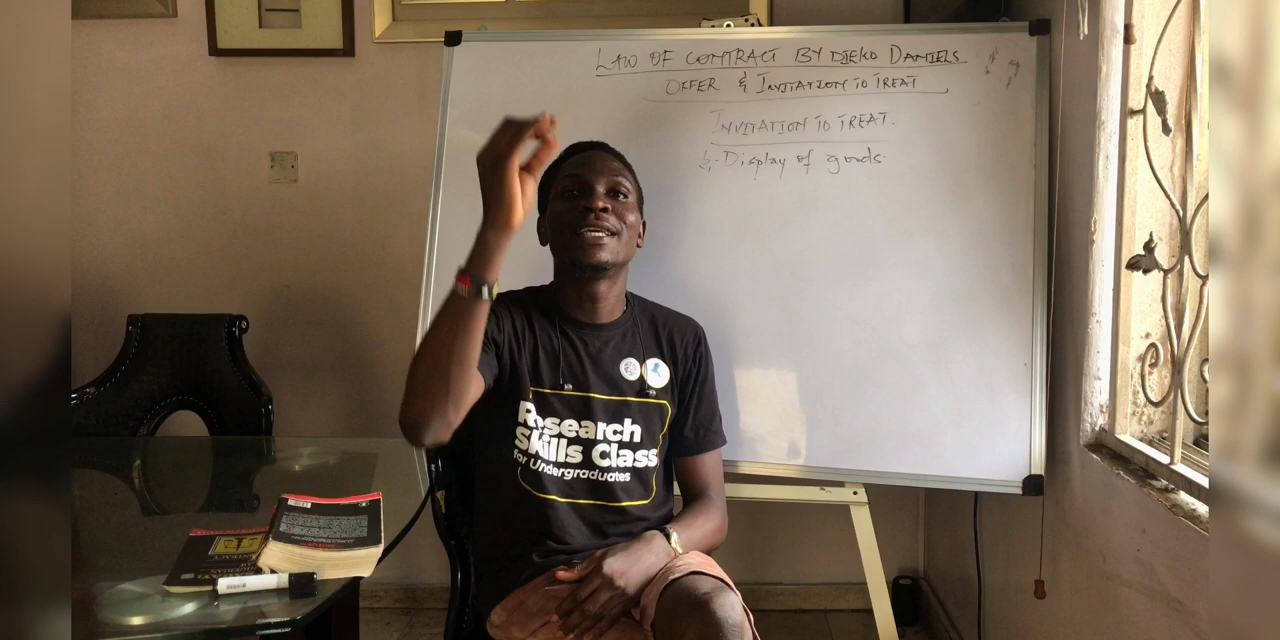 LAW OF CONTRACT BY DIEKO DANIELS
OFFER & INVITATION TO TREAT
INVITATION TO TREAT.
Display of goods.
Research
Skills Class
for Undergraduates
CONTRACT